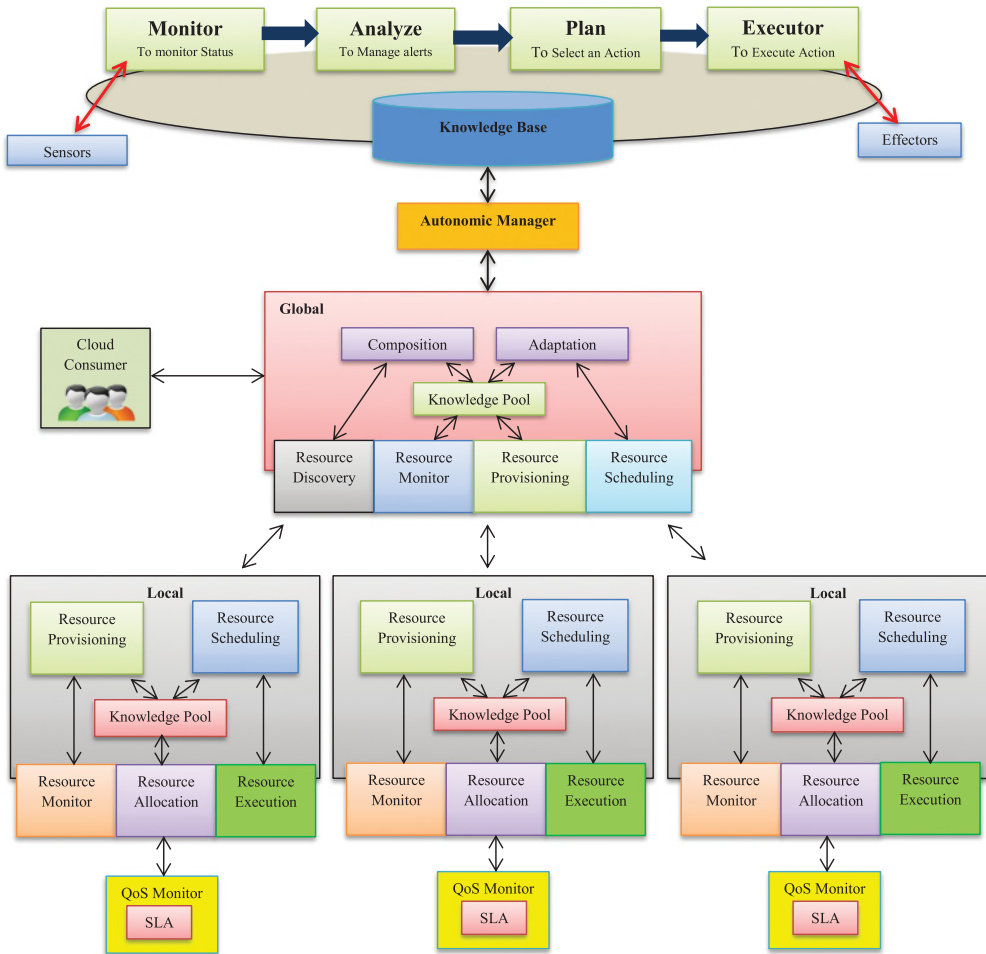 Monitor
To monitor Status
Analyze
To Manage alerts
Plan
To Select an Action
Executor
To Execute Action
Knowledge Base
Sensors
Effectors
Autonomic Manager
Global
Cloud
Consumer
Composition
Adaptation
Knowledge Pool
Resource
Discovery
Resource
Monitor
Resource
Provisioning
Resource
Scheduling
Local
Resource
Provisioning
Resource
Scheduling
Knowledge Pool
Resource
Monitor
Resource
Allocation
Resource
Execution
QoS Monitor
SLA
Local
Resource
Provisioning
Resource
Scheduling
Knowledge Pool
Resource
Monitor
Resource
Allocation
Resource
Execution
QoS Monitor
SLA
Local
Resource
Provisioning
Resource
Scheduling
Knowledge Pool
Resource
Monitor
Resource
Allocation
Resource
Execution
QoS Monitor
SLA